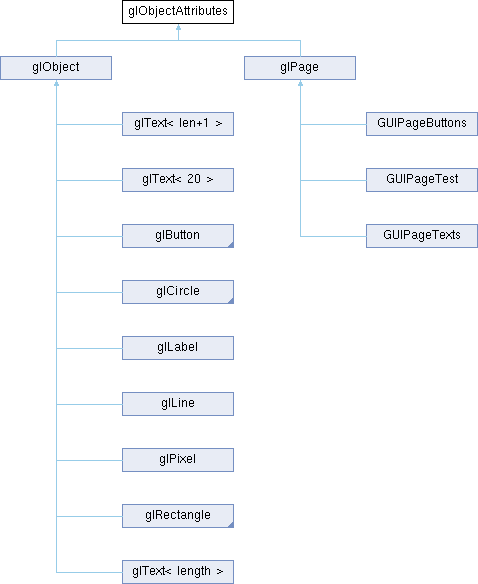 glObjectAttributes
glObject
glPage
glText< len+1 >
GUIPageButtons
glText< 20 >
GUIPageTest
glButton
GUIPageTexts
glCircle
glLabel
glLine
glPixel
glRectangle
glText< length >